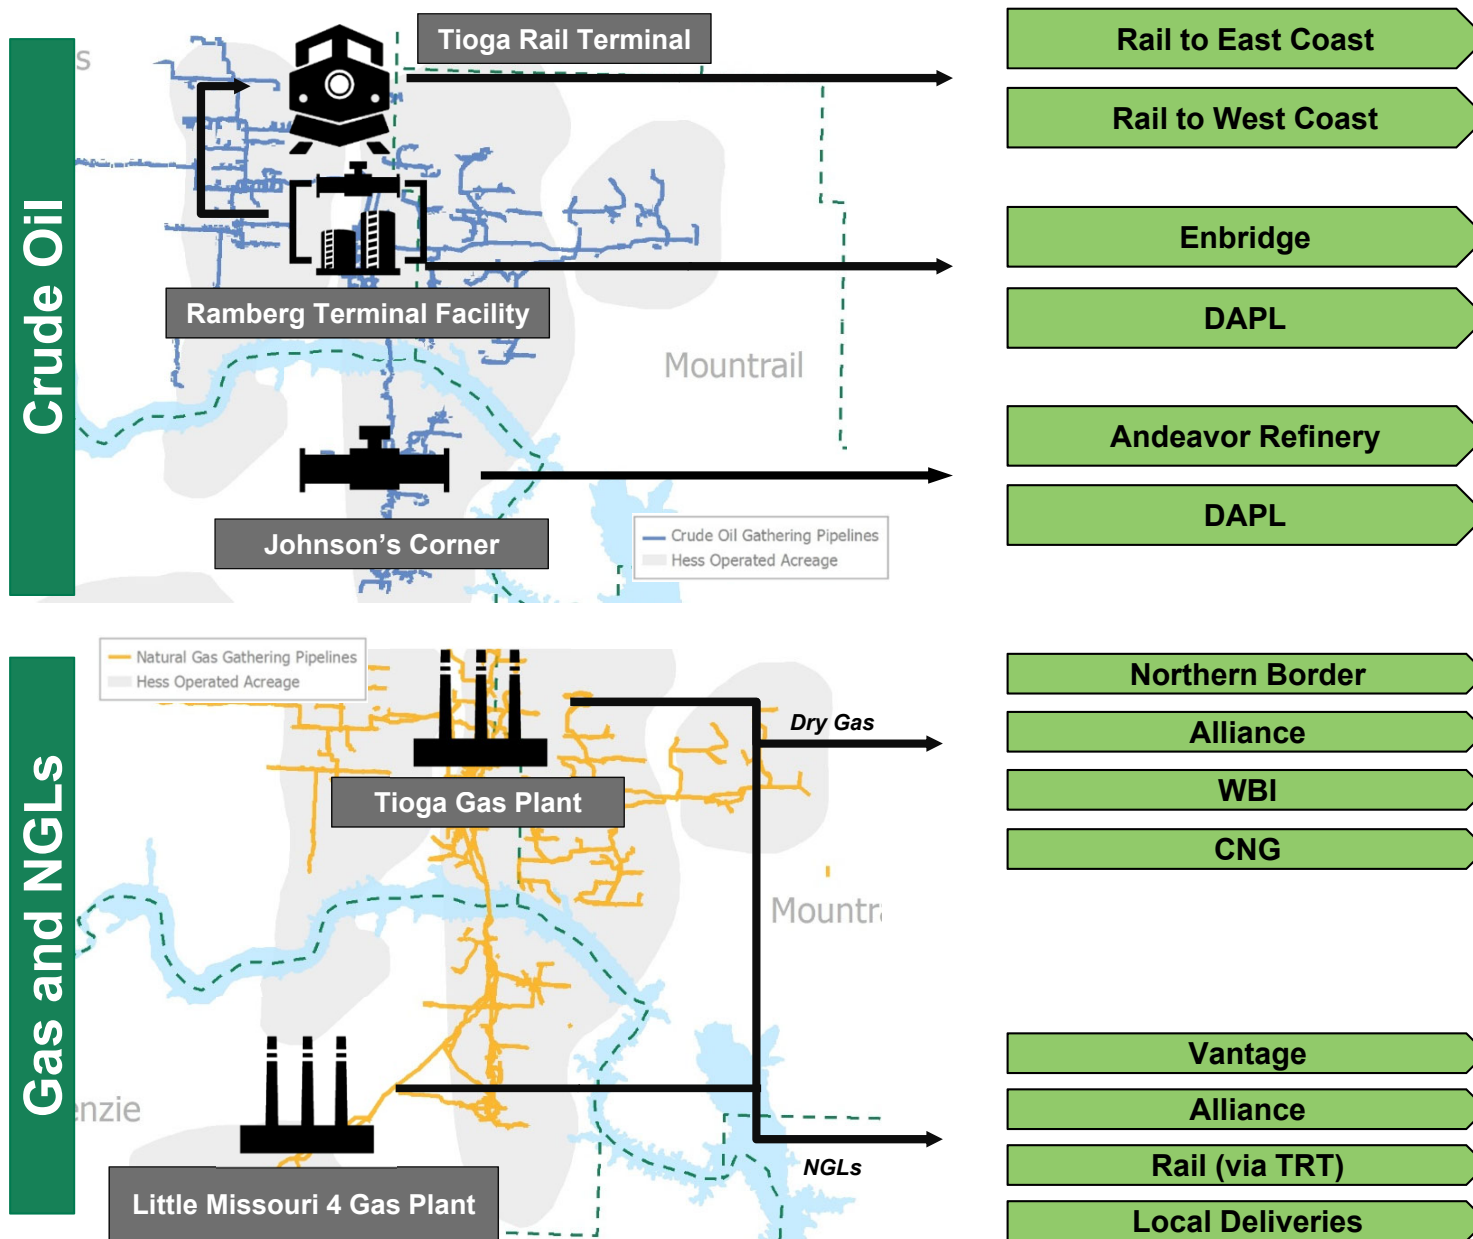 Crude Oil
s
Tioga Rail Terminal
Rail to East Coast
Rail to West Coast
Enbridge
Ramberg Terminal Facility
DAPL
Mountrail
Andeavor Refinery
DAPL
Johnson's Corner
Crude Oil Gathering Pipelines
Hess Operated Acreage
Gas and NGLs
Natural Gas Gathering Pipelines
Hess Operated Acreage
Northern Border
Dry Gas
Alliance
Tioga Gas Plant
WBI
CNG
Mountr
Vantage
enzie
Alliance
NGLs
Rail (via TRT)
Little Missouri 4 Gas Plant
Local Deliveries